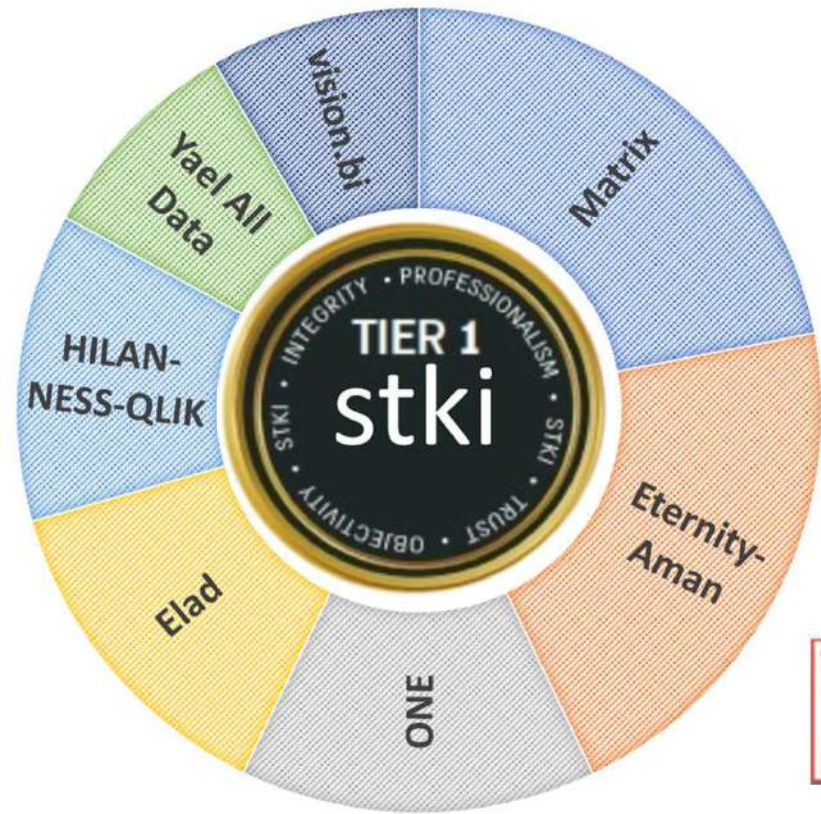 Matrix
Eternity-
Aman
ONE
Elad
HILAN-
NESS-QLIK
Yael All
Data
vision.bi
TIER 1
stki
STKI • INTEGRITY • PROFESSIONALISM • STKI • TRUST • OBJECTIVITY •